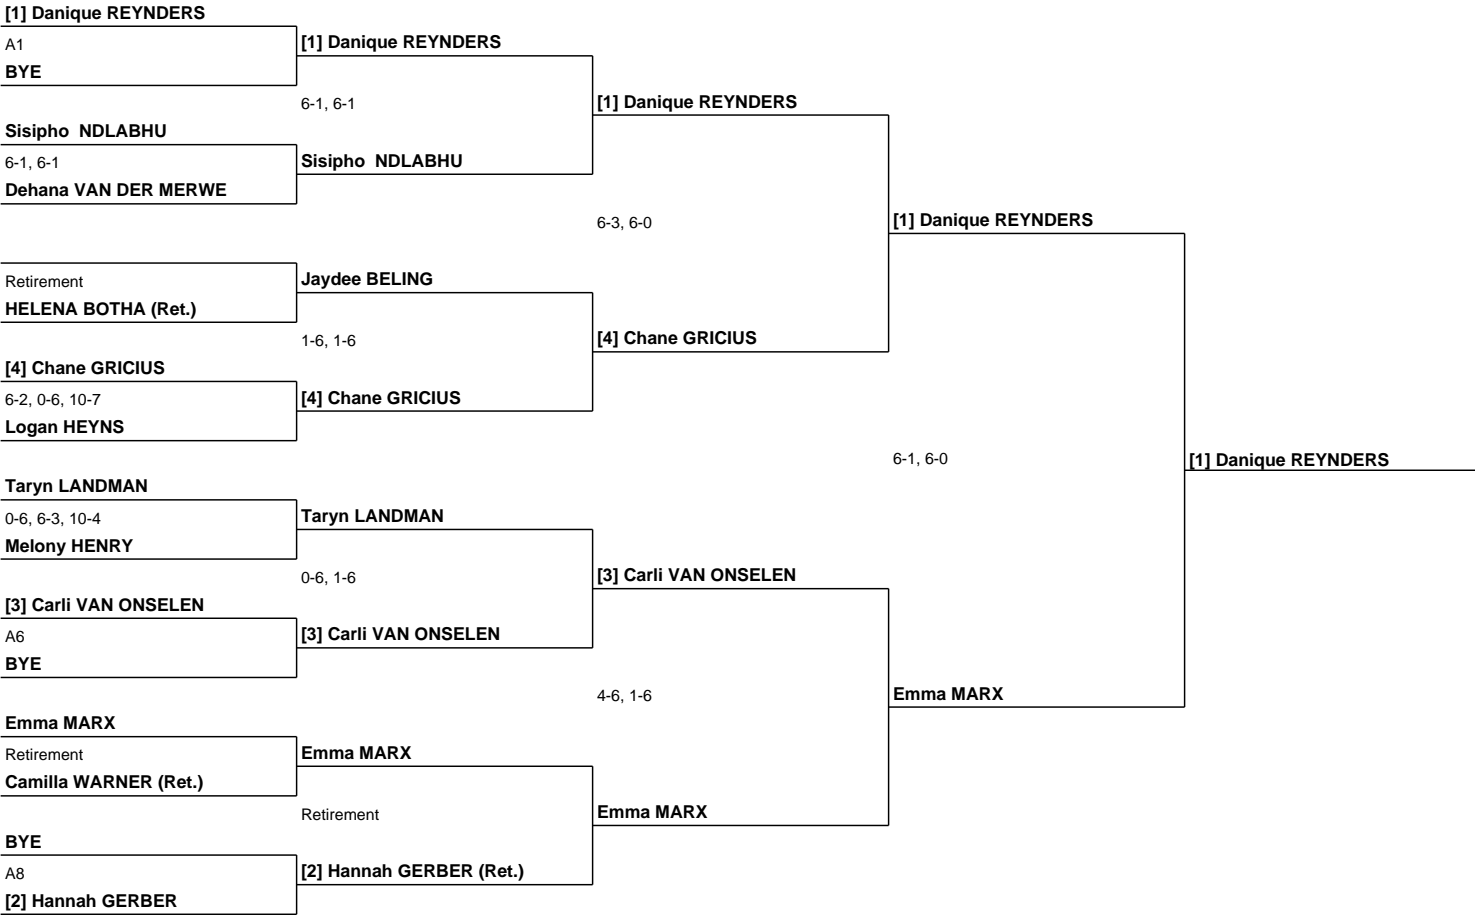 [1] Danique REYNDERS
A1
BYE
Sisipho  NDLABHU
6-1, 6-1
Dehana VAN DER MERWE
Retirement
HELENA BOTHA (Ret.)
[4] Chane GRICIUS
6-2, 0-6, 10-7
Logan HEYNS
Taryn LANDMAN
0-6, 6-3, 10-4
Melony HENRY
[3] Carli VAN ONSELEN
A6
BYE
Emma MARX
Retirement
Camilla WARNER (Ret.)
BYE
A8
[2] Hannah GERBER
[1] Danique REYNDERS
6-1, 6-1
Sisipho  NDLABHU
Jaydee BELING
1-6, 1-6
[4] Chane GRICIUS
Taryn LANDMAN
0-6, 1-6
[3] Carli VAN ONSELEN
Emma MARX
Retirement
[2] Hannah GERBER (Ret.)
[1] Danique REYNDERS
6-3, 6-0
[4] Chane GRICIUS
[3] Carli VAN ONSELEN
4-6, 1-6
Emma MARX
[1] Danique REYNDERS
6-1, 6-0
Emma MARX
[1] Danique REYNDERS